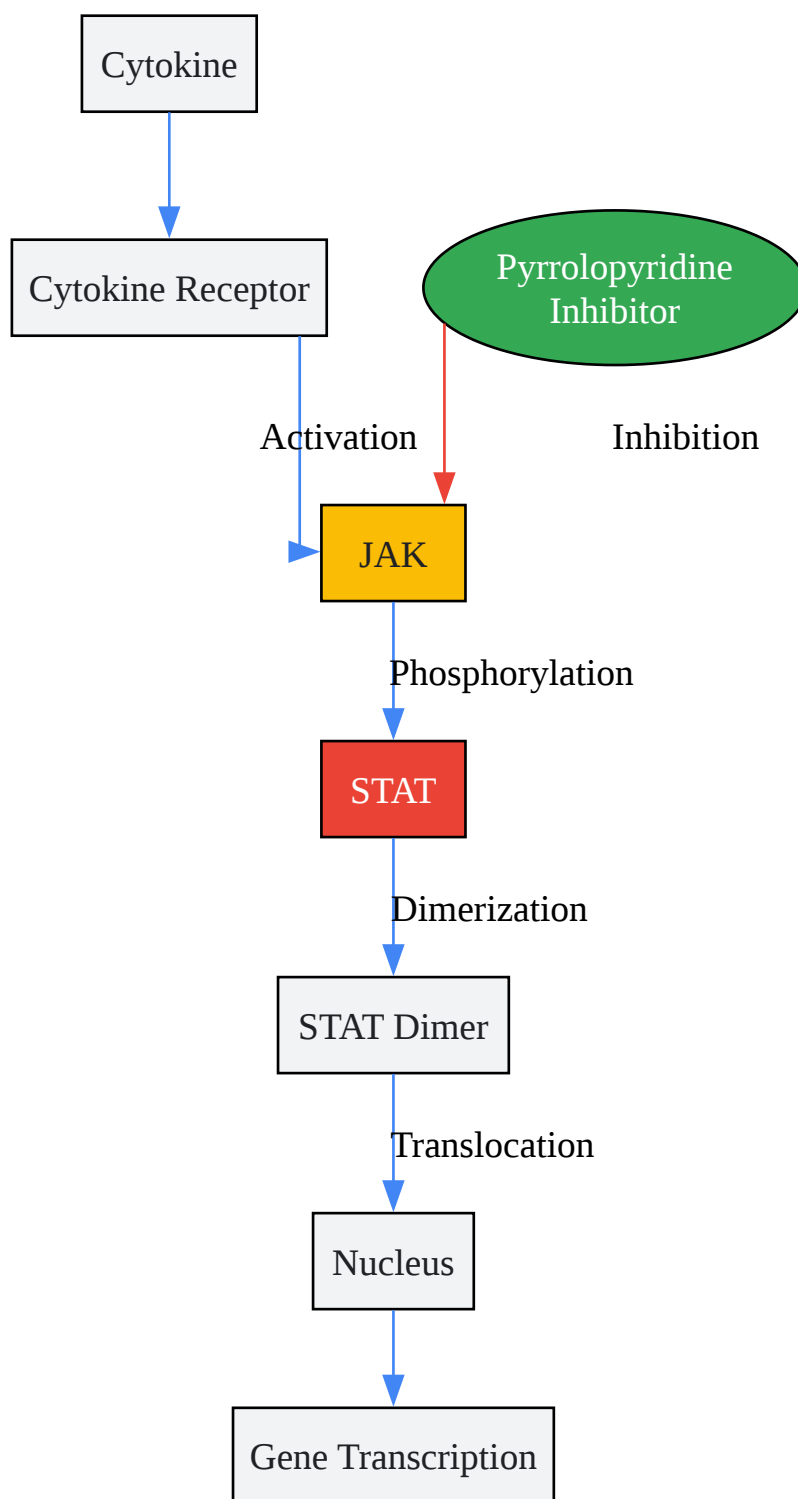 Cytokine
Cytokine Receptor
Pyrrolopyridine
Inhibitor
Activation
Inhibition
JAK
Phosphorylation
STAT
Dimerization
STAT Dimer
Translocation
Nucleus
Gene Transcription